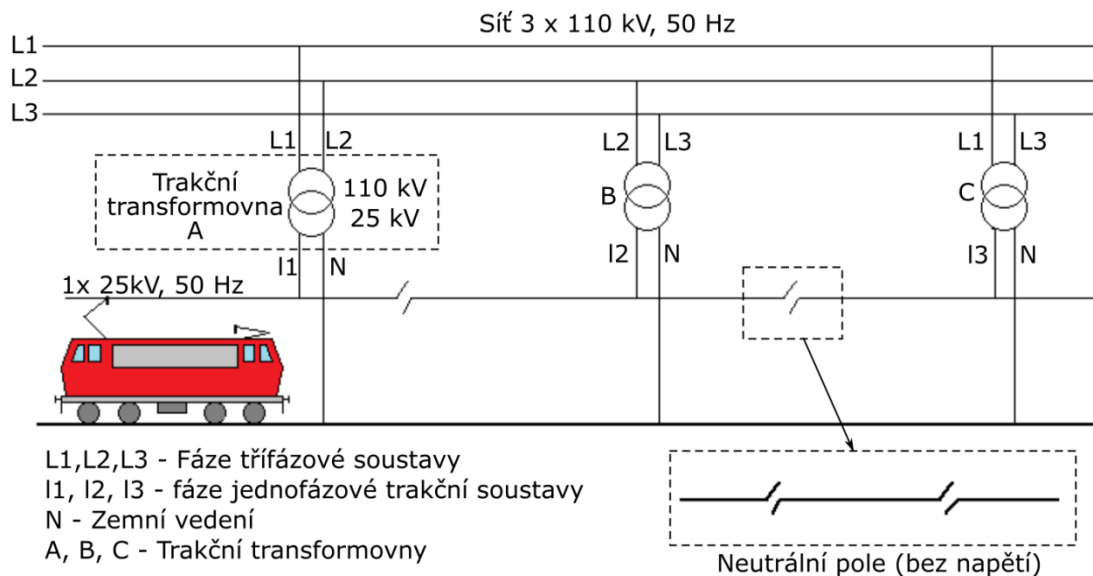 Síť 3 x 110 kV, 50 Hz
L1
L2
L3
L1 L2
L2 L3
L1 L3
Trakční
transformovna
A
110 kV
25 kV
B
C
l1 N
l2 N
l3 N
1x 25kV, 50 Hz
L1,L2,L3 - Fáze třífázové soustavy
l1, l2, l3 - fáze jednofázové trakční soustavy
N - Zemní vedení
A, B, C - Trakční transformovny
Neutrální pole (bez napětí)